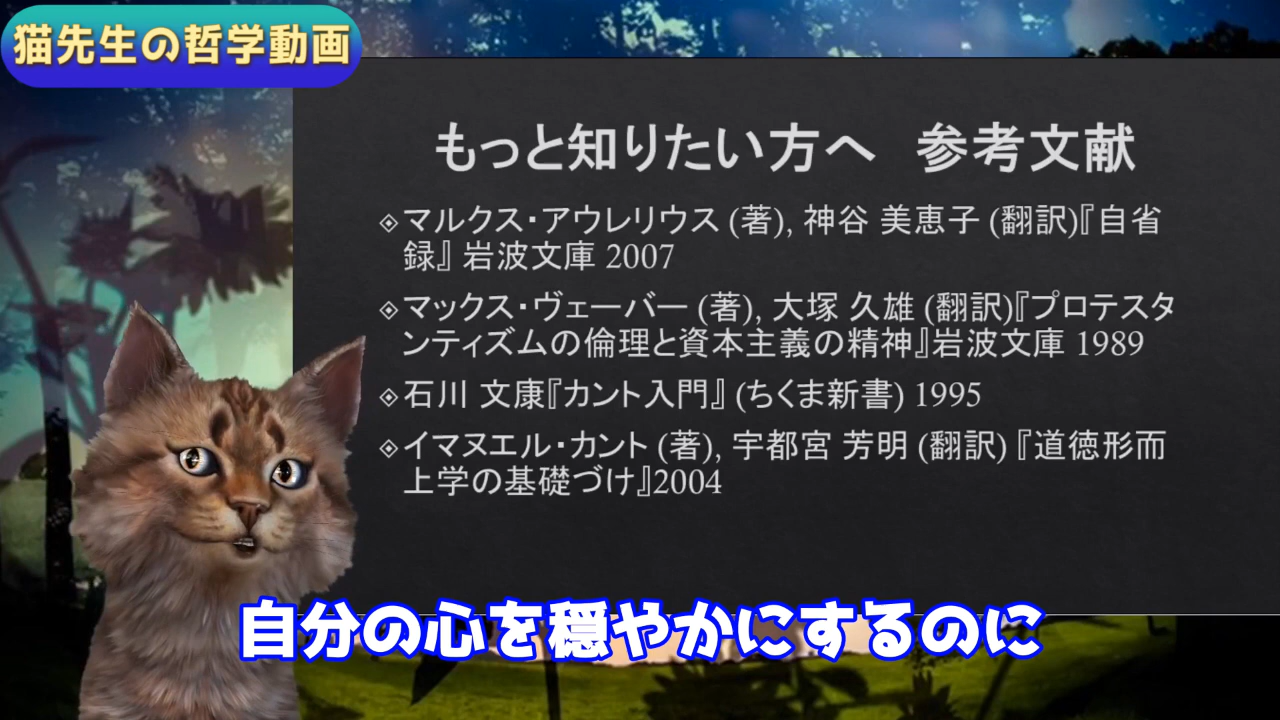 猫先生の哲学動画
もっと知りたい方へ 参考文献
マルクス・アウレリウス (著), 神谷 美恵子 (翻訳)『自省
録』 岩波文庫 2007
マックス・ヴェーバー (著), 大塚 久雄 (翻訳)『プロテスタ
ンティズムの倫理と資本主義の精神』岩波文庫 1989
石川 文康『カント入門』 (ちくま新書) 1995
イマヌエル・カント (著), 宇都宮 芳明 (翻訳) 『道徳形而
上学の基礎づけ』2004
自分の心を穏やかにするのに